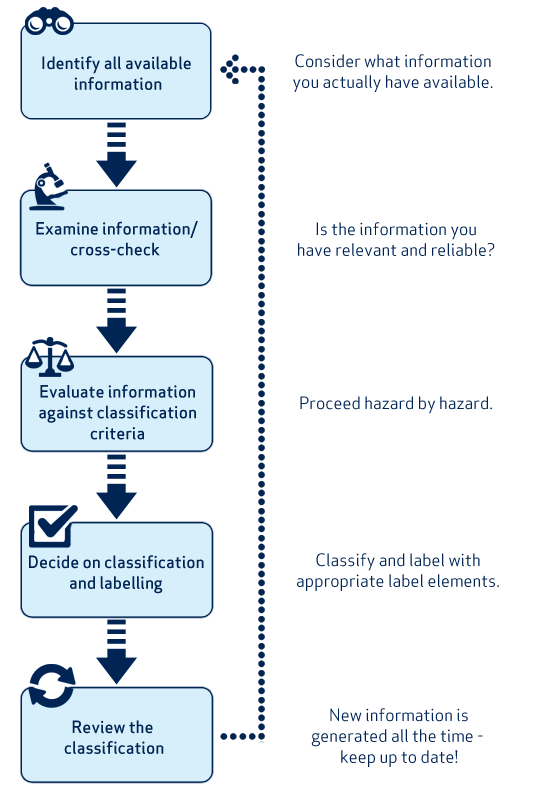 Identify all available
information
Consider what information
you actually have available.
Examine information/
cross-check
Is the information you
have relevant and reliable?
Evaluate information
against classification
criteria
Proceed hazard by hazard.
Decide on classification
and labelling
Classify and label with
appropriate label elements.
Review the
classification
New information is
generated all the time -
keep up to date!